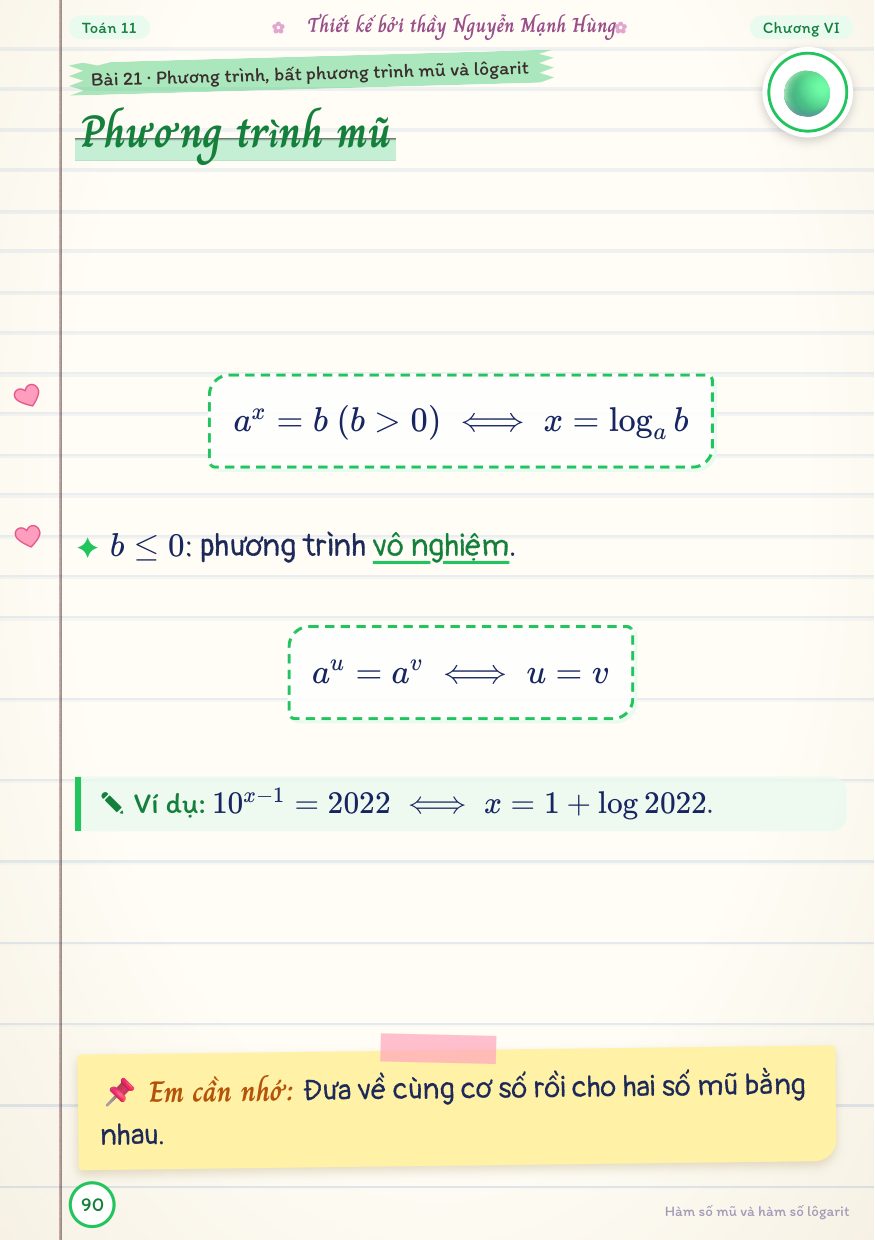 Toán 11
Thiết kế bởi thầy Nguyễn Mạnh Hùng
Chương VI
Bài 21 · Phương trình, bất phương trình mũ và lôgarit
Phương trình mũ
a^x = b (b > 0) ⟺ x = log_a b
b ≤ 0: phương trình vô nghiệm.
a^u = a^v ⟺ u = v
Ví dụ: 10^{x−1} = 2022 ⟺ x = 1 + log 2022.
Em cần nhớ: Đưa về cùng cơ số rồi cho hai số mũ bằng
nhau.
90
Hàm số mũ và hàm số lôgarit